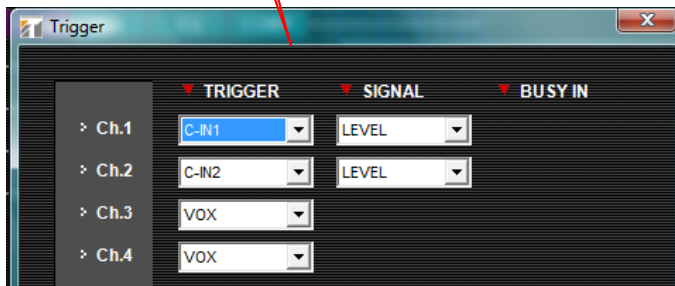 Trigger
TRIGGER SIGNAL BUSY IN
Ch.1 C-IN1 LEVEL
Ch.2 C-IN2 LEVEL
Ch.3 VOX
Ch.4 VOX